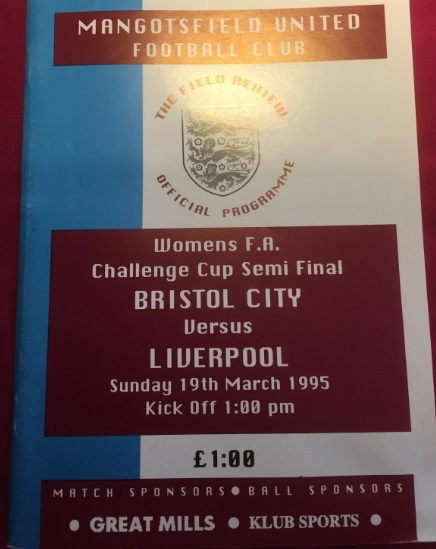 MANGOTSFIELD UNITED
FOOTBALL CLUB
THE FIELD REVIEW
OFFICIAL PROGRAMME
Womens F.A.
Challenge Cup Semi Final
BRISTOL CITY
Versus
LIVERPOOL
Sunday 19th March 1995
Kick Off 1:00 pm
£1:00
MATCH SPONSORS ● BALL SPONSORS
● GREAT MILLS ● KLUB SPORTS ●